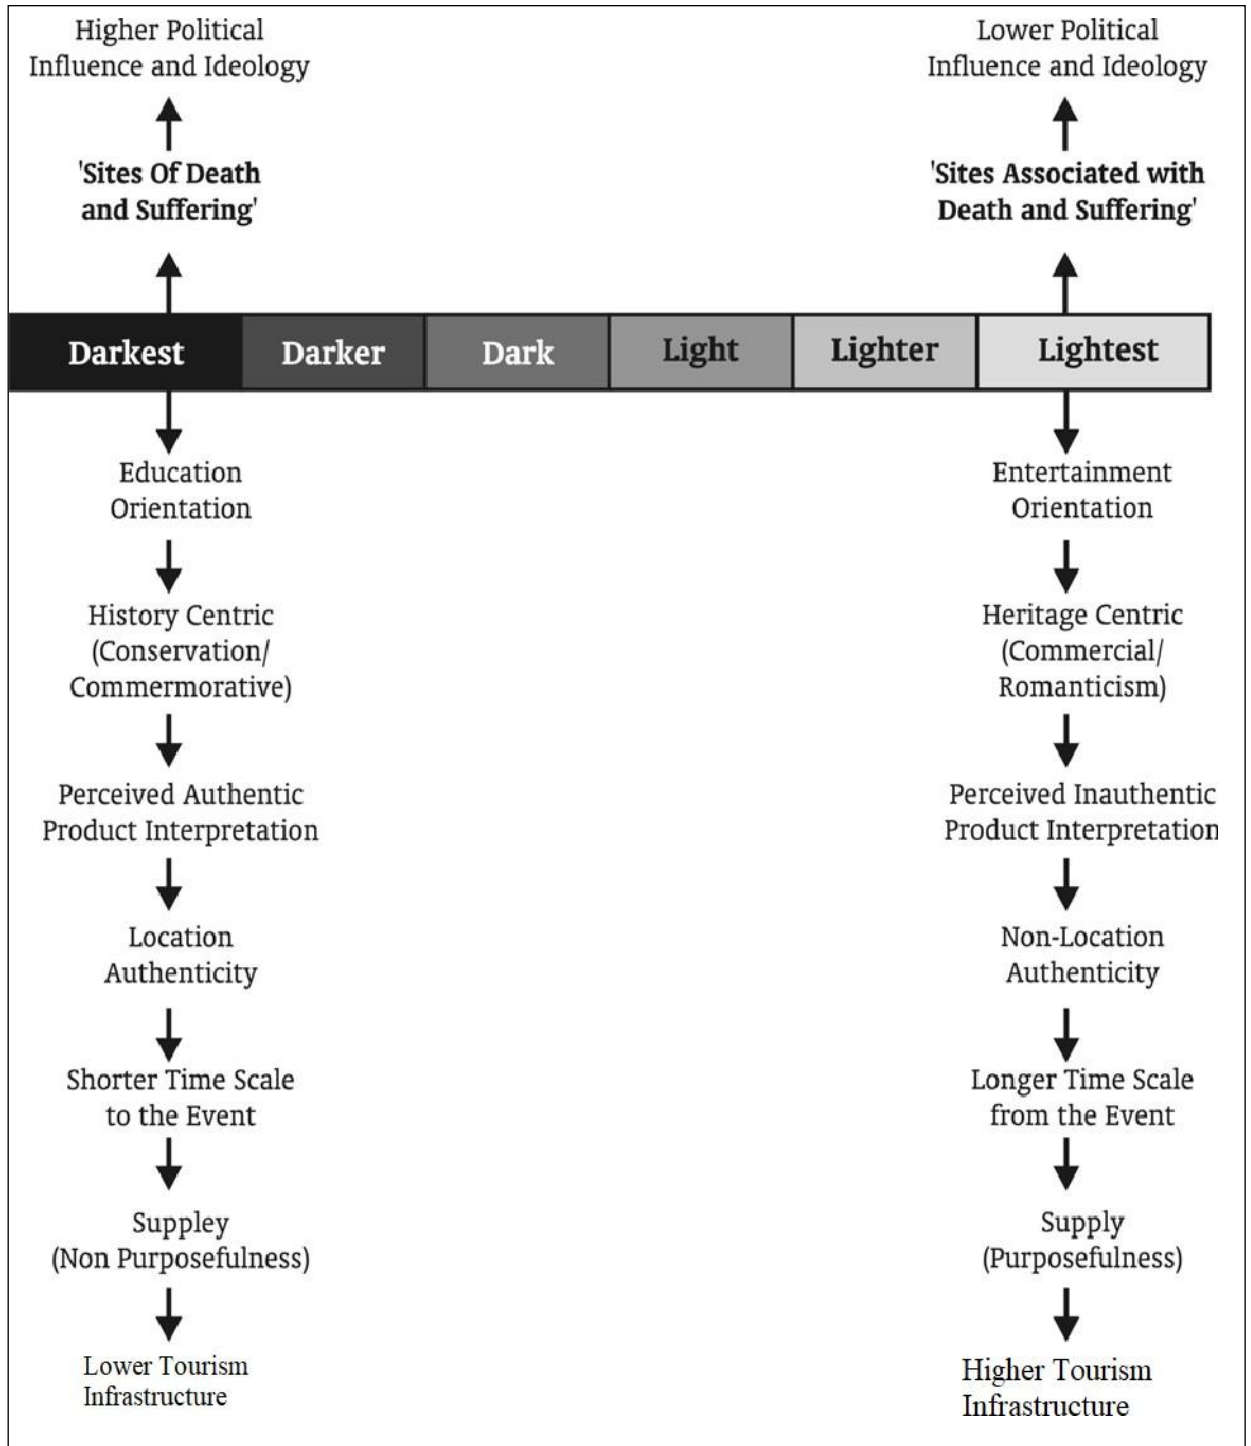 Higher Political
Influence and Ideology
Lower Political
Influence and Ideology
'Sites Of Death
and Suffering'
'Sites Associated with
Death and Suffering'
Darkest
Darker
Dark
Light
Lighter
Lightest
Education
Orientation
Entertainment
Orientation
History Centric
(Conservation/
Commermorative)
Heritage Centric
(Commercial/
Romanticism)
Perceived Authentic
Product Interpretation
Perceived Inauthentic
Product Interpretation
Location
Authenticity
Non-Location
Authenticity
Shorter Time Scale
to the Event
Longer Time Scale
from the Event
Suppley
(Non Purposefulness)
Supply
(Purposefulness)
Lower Tourism
Infrastructure
Higher Tourism
Infrastructure